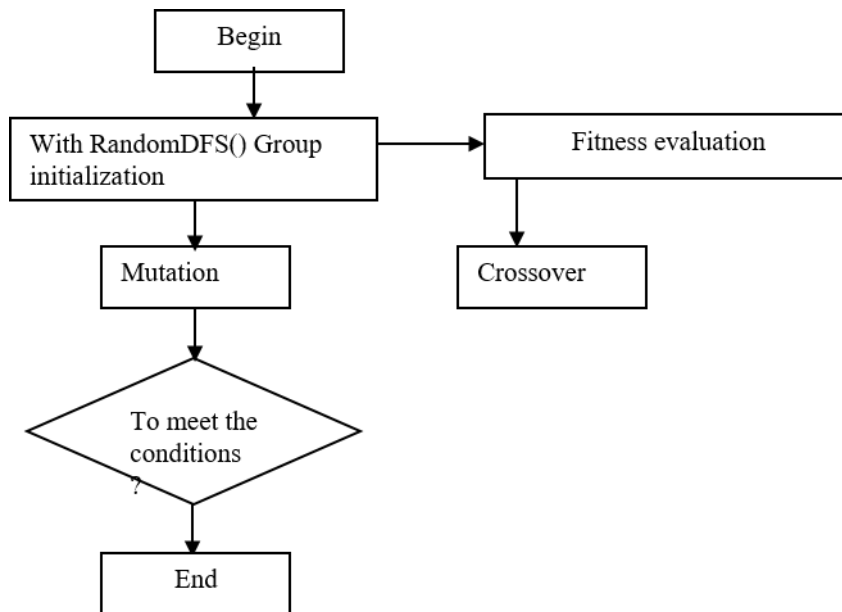 Begin
With RandomDFS() Group
initialization
Fitness evaluation
Mutation
Crossover
To meet the
conditions
?
End